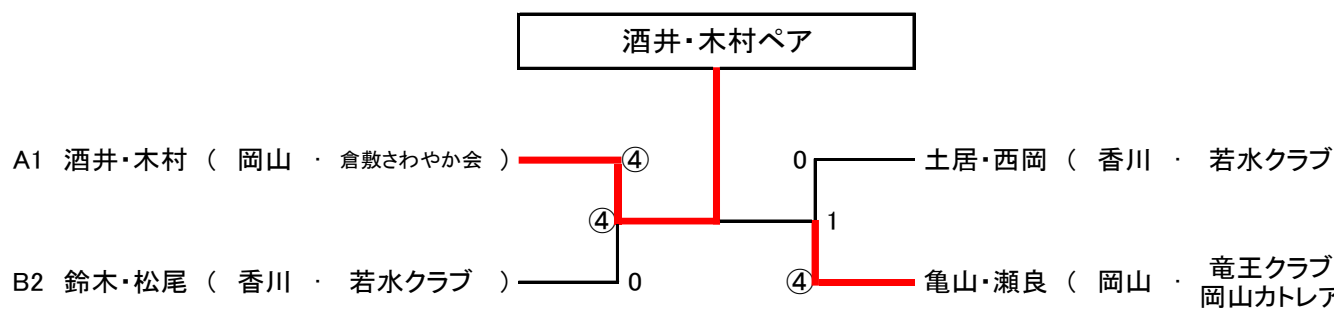 酒井・木村ペア
A1 酒井・木村 ( 岡山 ・ 倉敷さわやか会 ) ④ 0 土居・西岡 ( 香川 ・ 若水クラブ
④ 1
B2 鈴木・松尾 ( 香川 ・ 若水クラブ ) 0 ④ 亀山・瀬良 ( 岡山 ・ 竜王クラブ
岡山カトレア